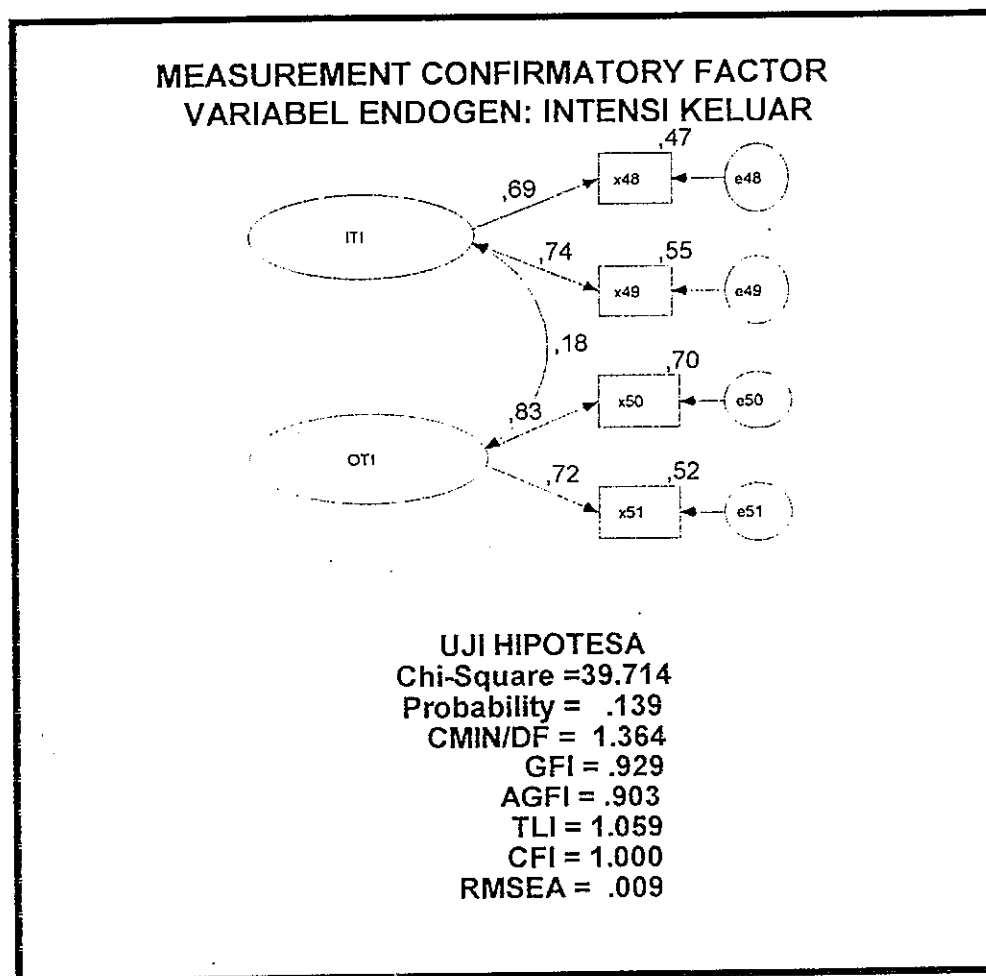 MEASUREMENT CONFIRMATORY FACTOR
VARIABEL ENDOGEN: INTENSI KELUAR
,47
x48
e48
,69
ITI
,74
,55
x49
e49
,18
,70
x50
e50
,83
OTI
,72
,52
x51
e51
UJI HIPOTESA
Chi-Square =39.714
Probability = .139
CMIN/DF = 1.364
GFI = .929
AGFI = .903
TLI = 1.059
CFI = 1.000
RMSEA = .009